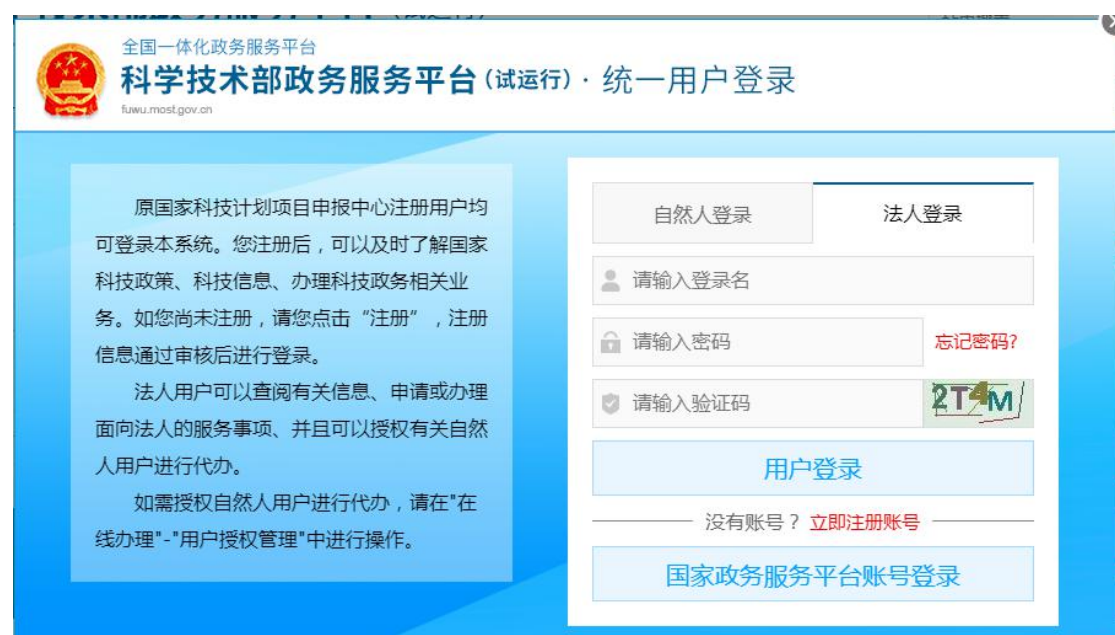 全国一体化政务服务平台
科学技术部政务服务平台(试运行)·统一用户登录
fuwu.most.gov.cn
原国家科技计划项目申报中心注册用户均
可登录本系统。您注册后，可以及时了解国家
科技政策、科技信息、办理科技政务相关业
务。如您尚未注册，请您点击“注册”，注册
信息通过审核后进行登录。
法人用户可以查阅有关信息、申请或办理
面向法人的服务事项、并且可以授权有关自然
人用户进行代办。
如需授权自然人用户进行代办，请在"在
线办理"-"用户授权管理"中进行操作。
自然人登录
法人登录
请输入登录名
请输入密码
忘记密码?
请输入验证码
2T4M
用户登录
没有账号？立即注册账号
国家政务服务平台账号登录